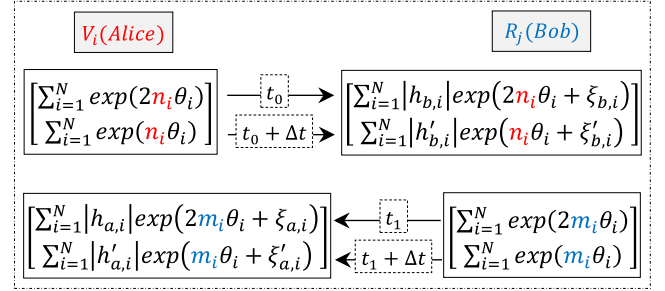 V_i(Alice) R_j(Bob)
[∑_{i=1}^{N} exp(2n_iθ_i)] t_0 [∑_{i=1}^{N}|h_{b,i}|exp(2n_iθ_i + ξ_{b,i})]
[∑_{i=1}^{N} exp(n_iθ_i)] t_0 + Δt [∑_{i=1}^{N}|h′_{b,i}|exp(n_iθ_i + ξ′_{b,i})]
[∑_{i=1}^{N}|h_{a,i}|exp(2m_iθ_i + ξ_{a,i})] t_1 [∑_{i=1}^{N} exp(2m_iθ_i)]
[∑_{i=1}^{N}|h′_{a,i}|exp(m_iθ_i + ξ′_{a,i})] t_1 + Δt [∑_{i=1}^{N} exp(m_iθ_i)]